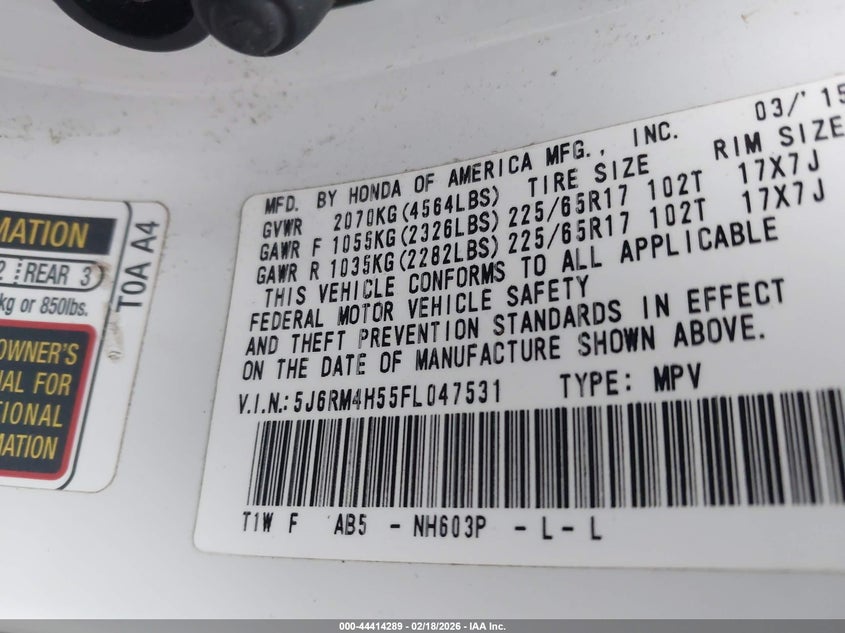 MATION
2 REAR 3
kg or 850lbs.
OWNER'S
AL FOR
TIONAL
MATION
T0A A4
MFD. BY HONDA OF AMERICA MFG., INC. 03/'15
GVWR 2070KG(4564LBS) TIRE SIZE RIM SIZE
GAWR F 1055KG(2326LBS) 225/65R17 102T 17X7J
GAWR R 1035KG(2282LBS) 225/65R17 102T 17X7J
THIS VEHICLE CONFORMS TO ALL APPLICABLE
FEDERAL MOTOR VEHICLE SAFETY
AND THEFT PREVENTION STANDARDS IN EFFECT
ON THE DATE OF MANUFACTURE SHOWN ABOVE.
V.I.N.: 5J6RM4H55FL047531 TYPE: MPV
T1W F AB5 - NH603P - L - L
000-44414289 - 02/18/2026 - IAA Inc.